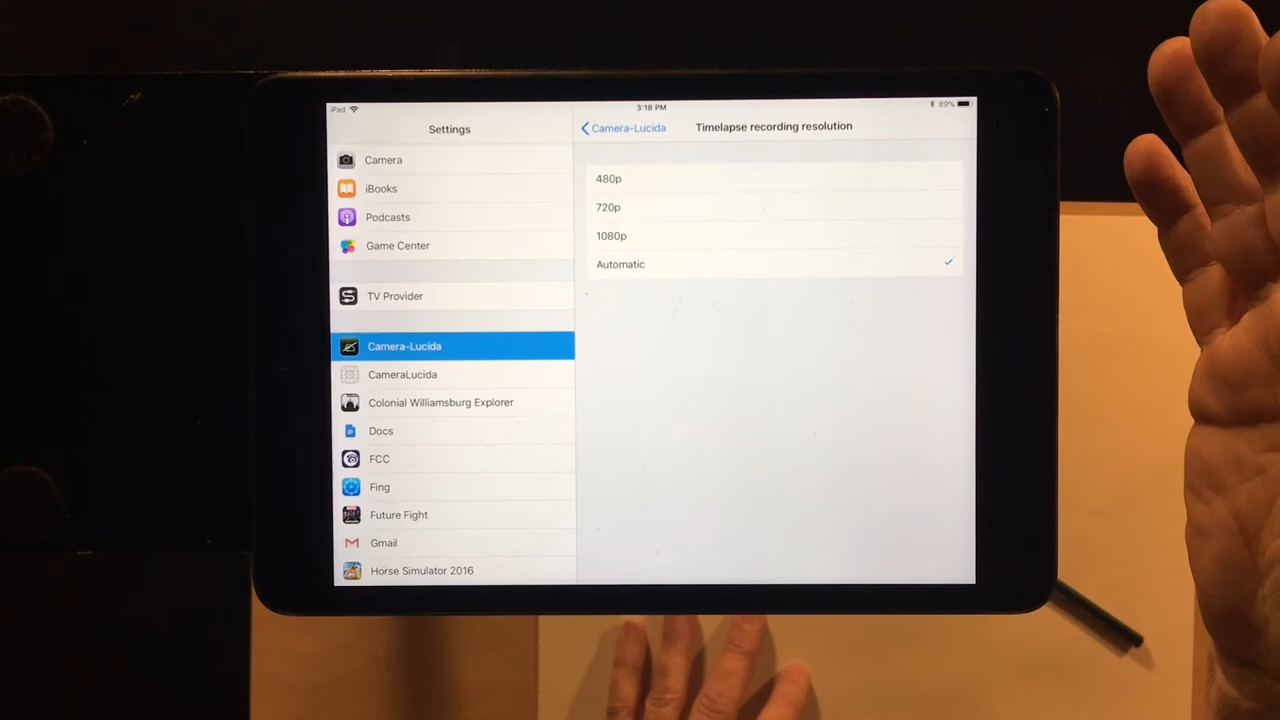 iPad
3:18 PM
89%
Settings
Camera-Lucida
Timelapse recording resolution
Camera
iBooks
Podcasts
Game Center
TV Provider
Camera-Lucida
CameraLucida
Colonial Williamsburg Explorer
Docs
FCC
Fing
Future Fight
Gmail
Horse Simulator 2016
480p
720p
1080p
Automatic